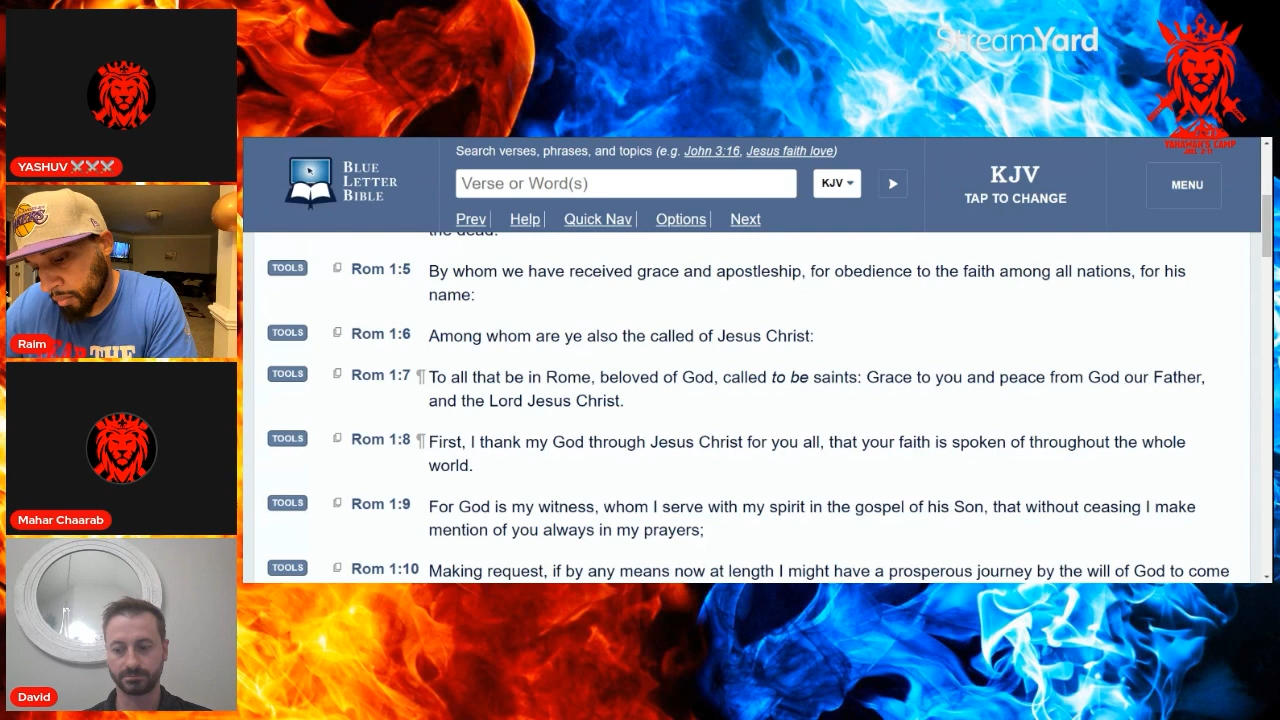 StreamYard
YAHAWAH'S CAMP
JOEL 2:11
YASHUV ⚔️⚔️⚔️
LAKERS
Raim
THE
Mahar Chaarab
David
BLUE
LETTER
BIBLE
Search verses, phrases, and topics (e.g. John 3:16, Jesus faith love)
Verse or Word(s)
KJV
Prev Help Quick Nav Options Next
KJV
TAP TO CHANGE
MENU
the dead:
TOOLS Rom 1:5 By whom we have received grace and apostleship, for obedience to the faith among all nations, for his
name:
TOOLS Rom 1:6 Among whom are ye also the called of Jesus Christ:
TOOLS Rom 1:7 ¶ To all that be in Rome, beloved of God, called to be saints: Grace to you and peace from God our Father,
and the Lord Jesus Christ.
TOOLS Rom 1:8 ¶ First, I thank my God through Jesus Christ for you all, that your faith is spoken of throughout the whole
world.
TOOLS Rom 1:9 For God is my witness, whom I serve with my spirit in the gospel of his Son, that without ceasing I make
mention of you always in my prayers;
TOOLS Rom 1:10 Making request, if by any means now at length I might have a prosperous journey by the will of God to come